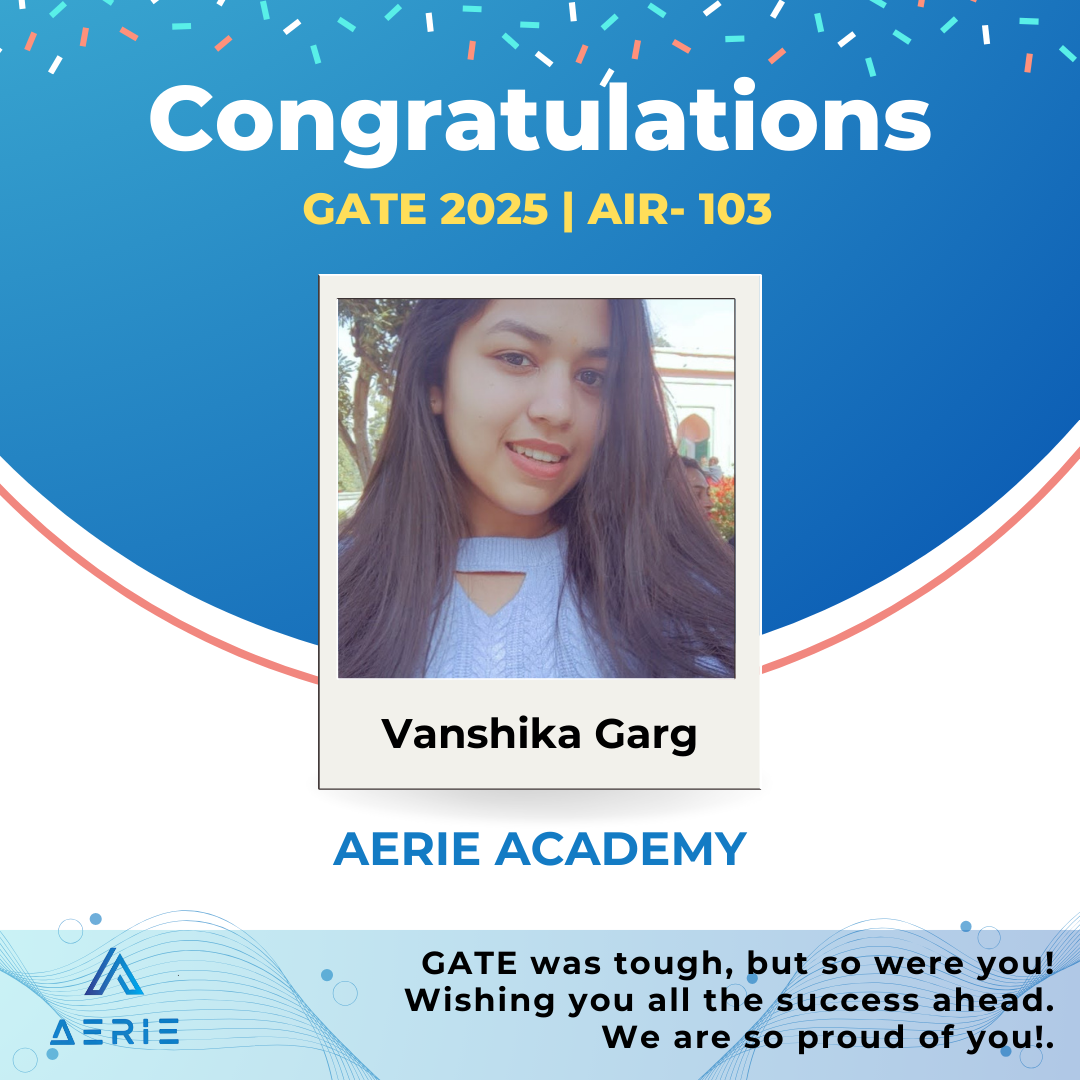 Congratulations
GATE 2025 | AIR- 103
Vanshika Garg
AERIE ACADEMY
GATE was tough, but so were you!
Wishing you all the success ahead.
We are so proud of you!.
AERiE